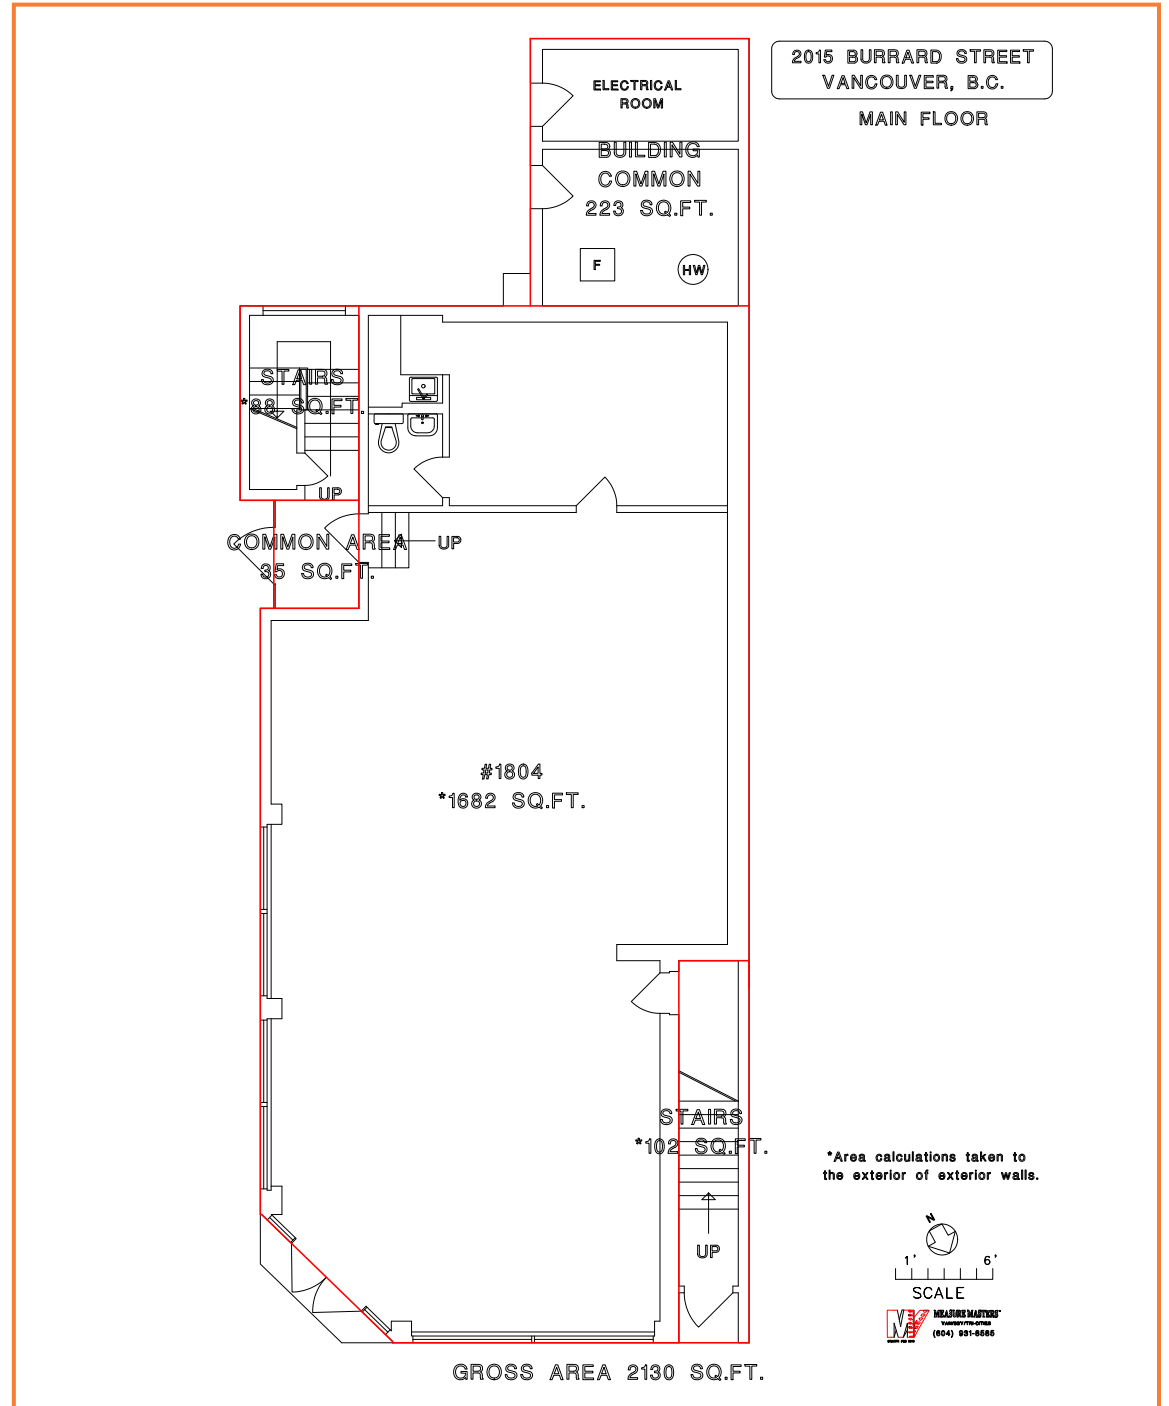 2015 BURRARD STREET
VANCOUVER, B.C.
MAIN FLOOR
ELECTRICAL
ROOM
BUILDING
COMMON
223 SQ.FT.
F
HW
STAIRS
*88 SQ.FT.
UP
COMMON AREA
35 SQ.FT.
UP
#1804
*1682 SQ.FT.
STAIRS
*102 SQ.FT.
UP
*Area calculations taken to
the exterior of exterior walls.
N
1' 6'
SCALE
MEASURE MASTERS
(604) 931-8585
GROSS AREA 2130 SQ.FT.